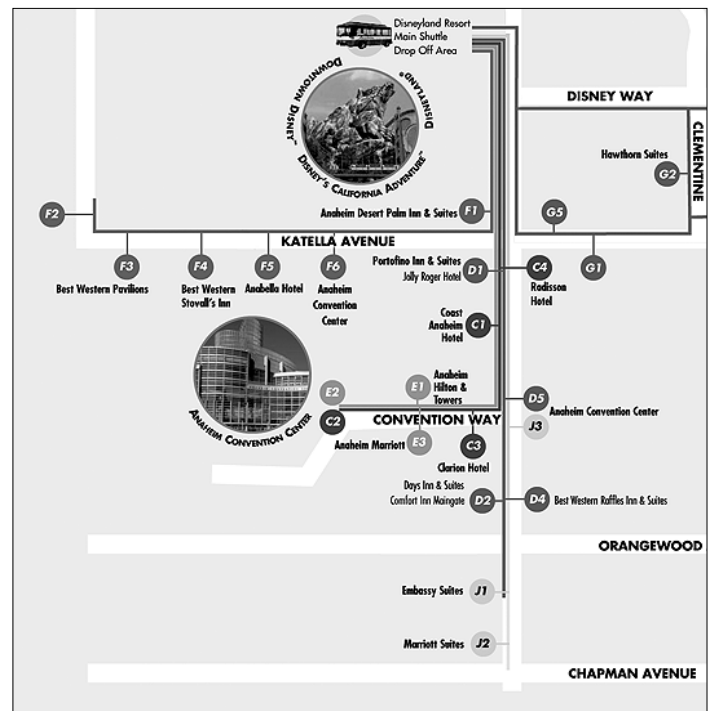 Disneyland Resort
Main Shuttle
Drop Off Area
DOWNTOWN DISNEY™
DISNEYLAND®
DISNEY'S CALIFORNIA ADVENTURE™
DISNEY WAY
CLEMENTINE
Hawthorn Suites
G2
F2
Anaheim Desert Palm Inn & Suites
F1
G5
KATELLA AVENUE
F3
F4
F5
F6
Portofino Inn & Suites
Jolly Roger Hotel
D1
C4
G1
Best Western Pavilions
Best Western
Stovall's Inn
Anabella Hotel
Anaheim
Convention
Center
Radisson
Hotel
Coast
Anaheim
Hotel
C1
E2
C2
ANAHEIM CONVENTION CENTER
E1
Anaheim
Hilton &
Towers
D5
Anaheim Convention Center
J3
CONVENTION WAY
Anaheim Marriott
E3
C3
Clarion Hotel
Days Inn & Suites
Comfort Inn Maingate
D2
D4
Best Western Raffles Inn & Suites
ORANGEWOOD
Embassy Suites
J1
Marriott Suites
J2
CHAPMAN AVENUE